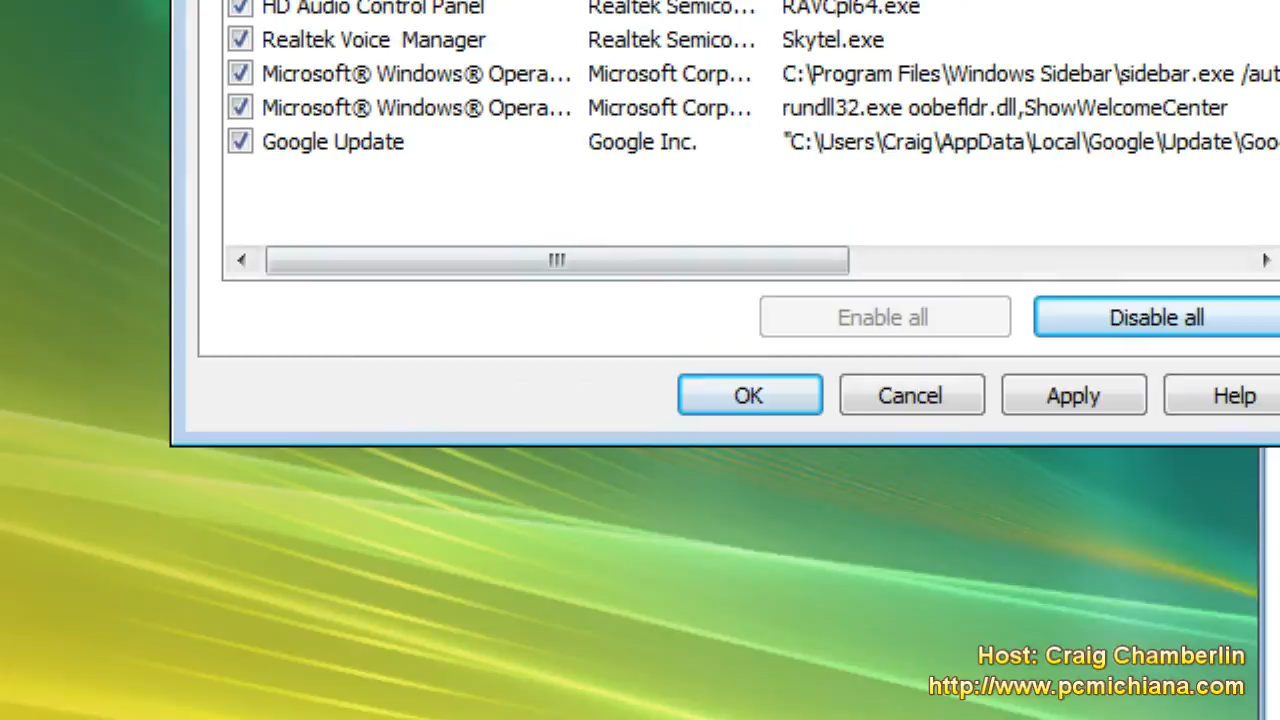 HD Audio Control Panel Realtek Semico... RAVCpl64.exe
Realtek Voice Manager Realtek Semico... Skytel.exe
Microsoft® Windows® Opera... Microsoft Corp... C:\Program Files\Windows Sidebar\sidebar.exe /aut
Microsoft® Windows® Opera... Microsoft Corp... rundll32.exe oobefldr.dll,ShowWelcomeCenter
Google Update Google Inc. "C:\Users\Craig\AppData\Local\Google\Update\Goo
Enable all Disable all
OK Cancel Apply Help
Host: Craig Chamberlin
http://www.pcmichiana.com